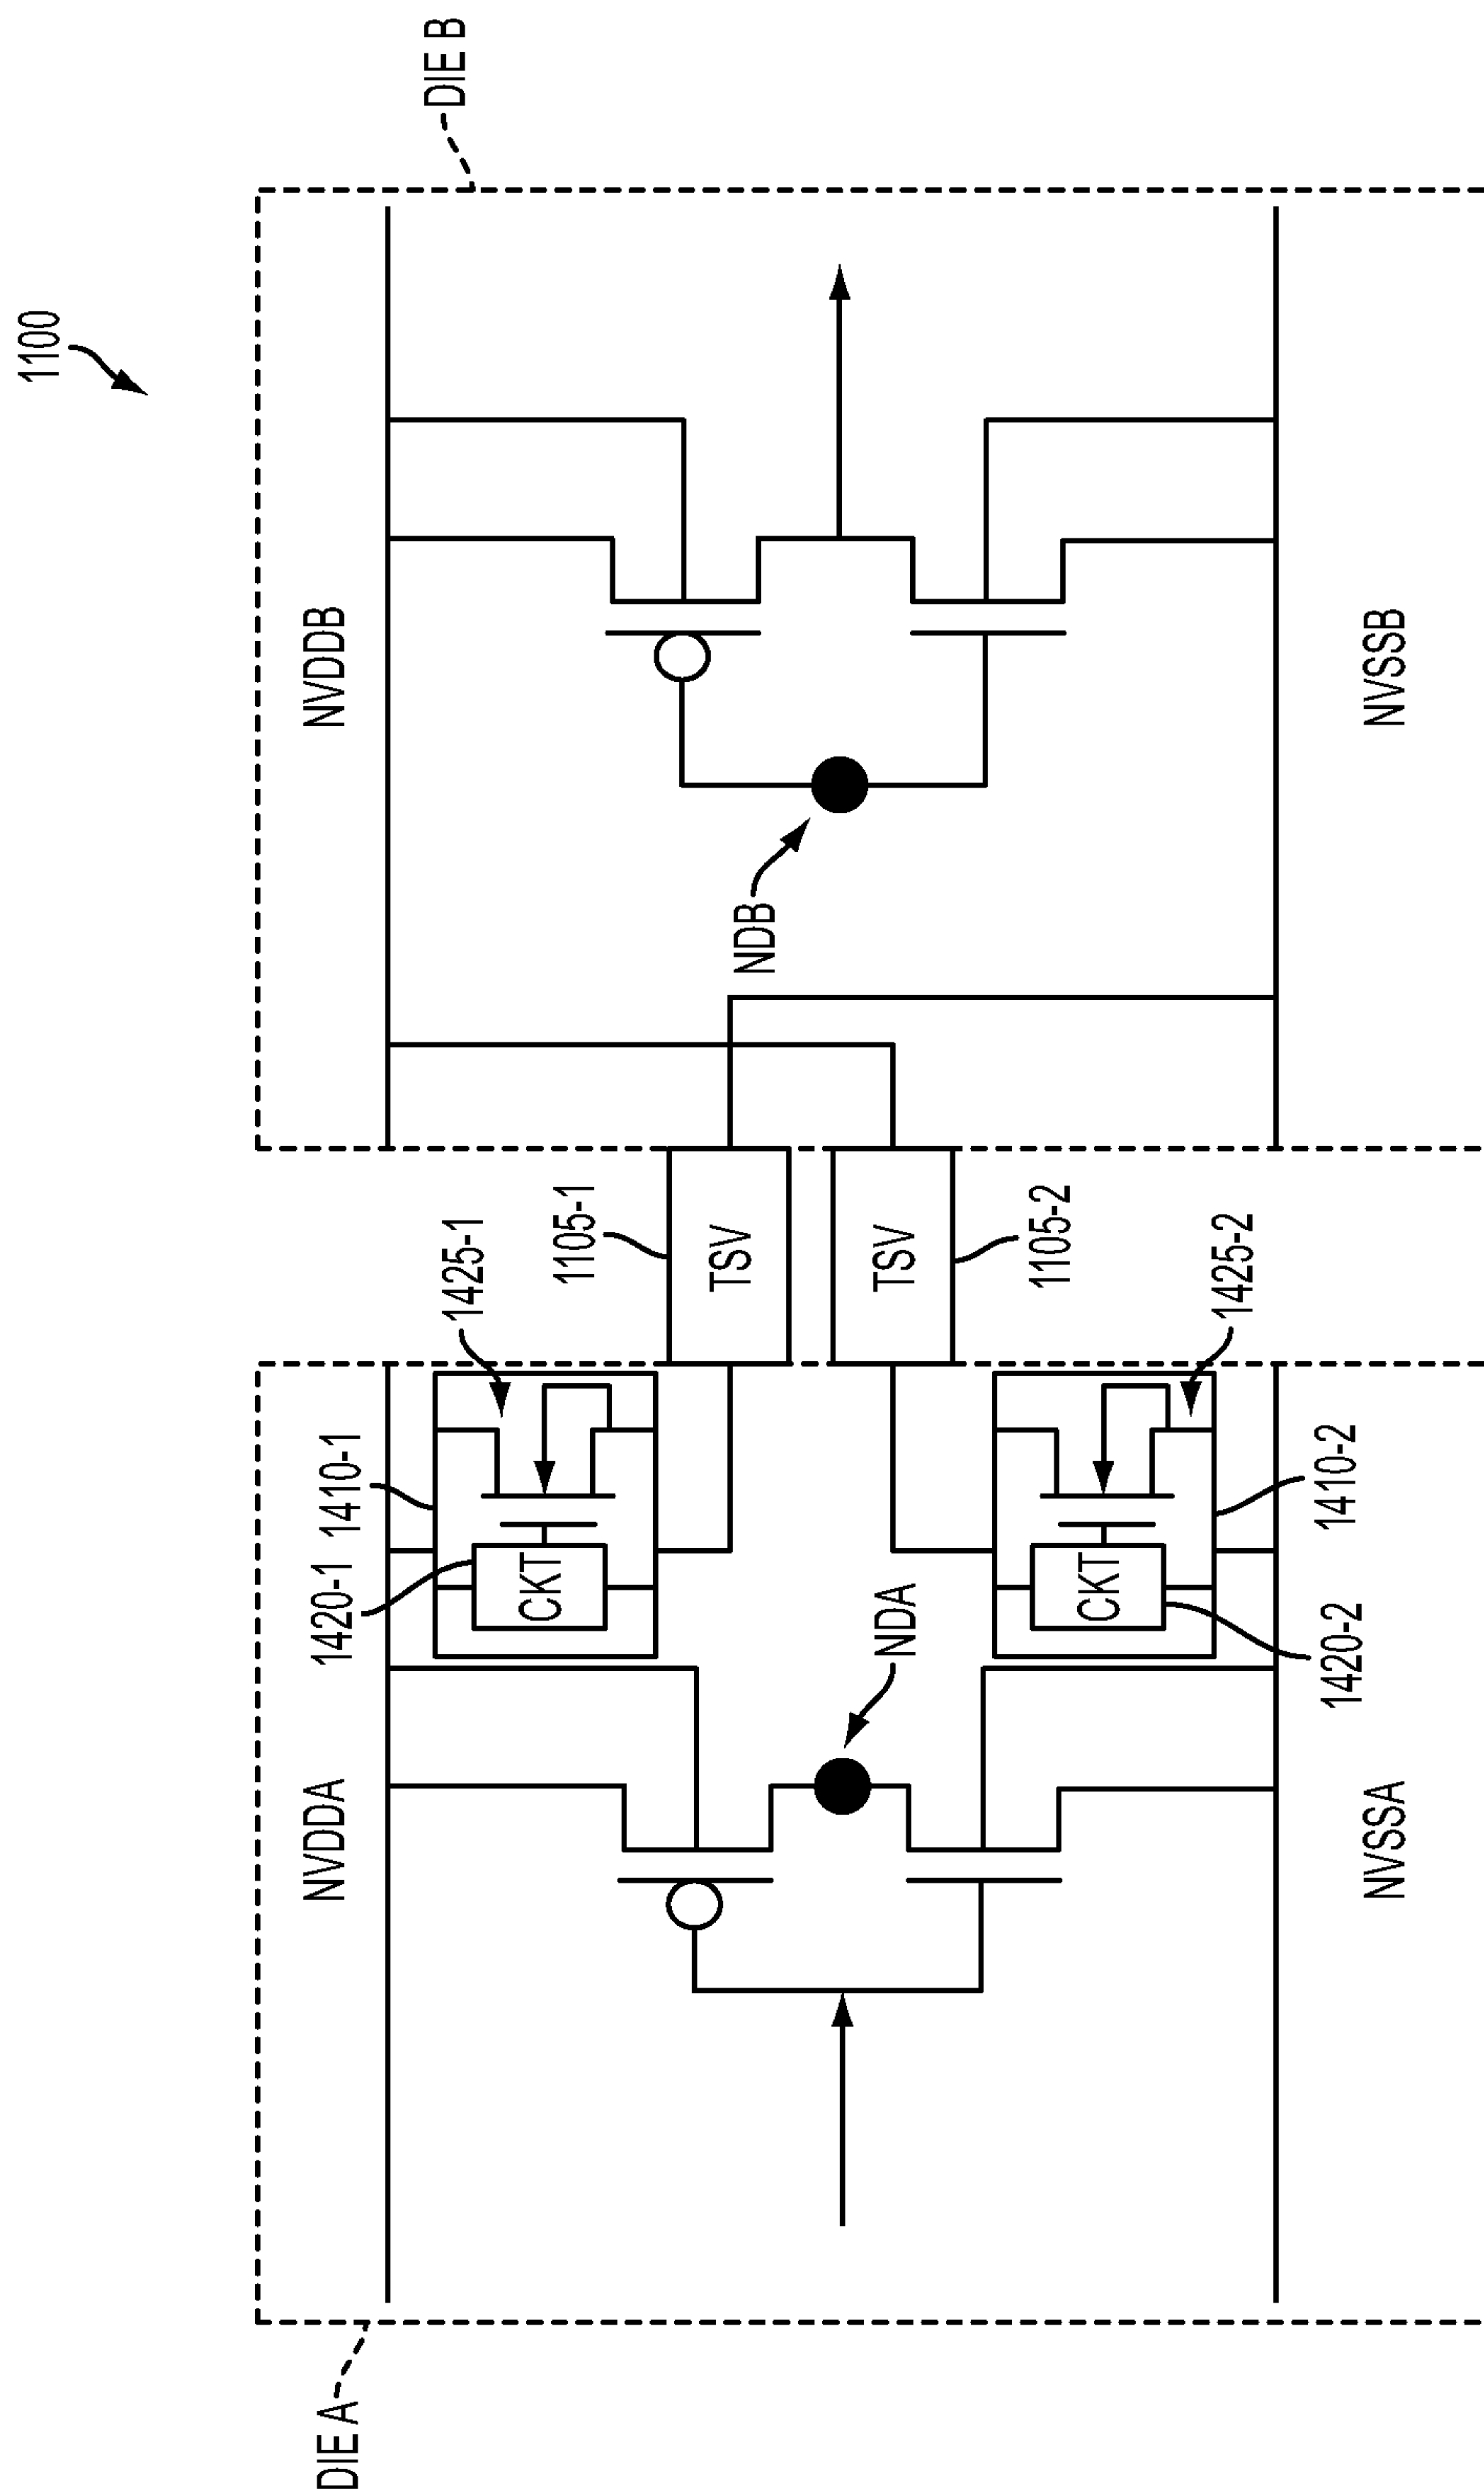 1100
DIE A
DIE B
NVDDA
NVDDB
1420-1
1410-1
1425-1
1105-1
CKT
TSV
NDB
NDA
CKT
TSV
1105-2
1420-2
1410-2
1425-2
NVSSA
NVSSB